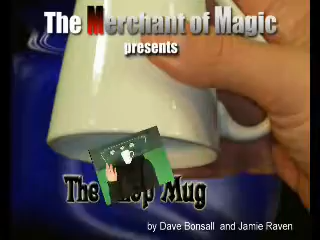 The Merchant of Magic
presents
The Mug
by Dave Bonsall and Jamie Raven